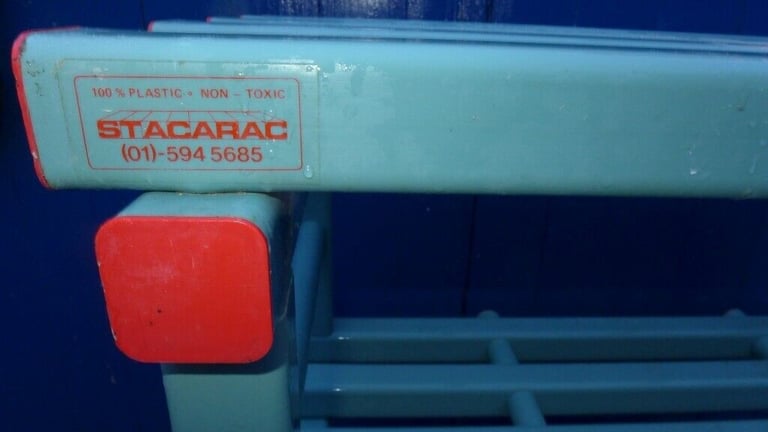 100% PLASTIC • NON - TOXIC
STACARAC
(01)-594 5685